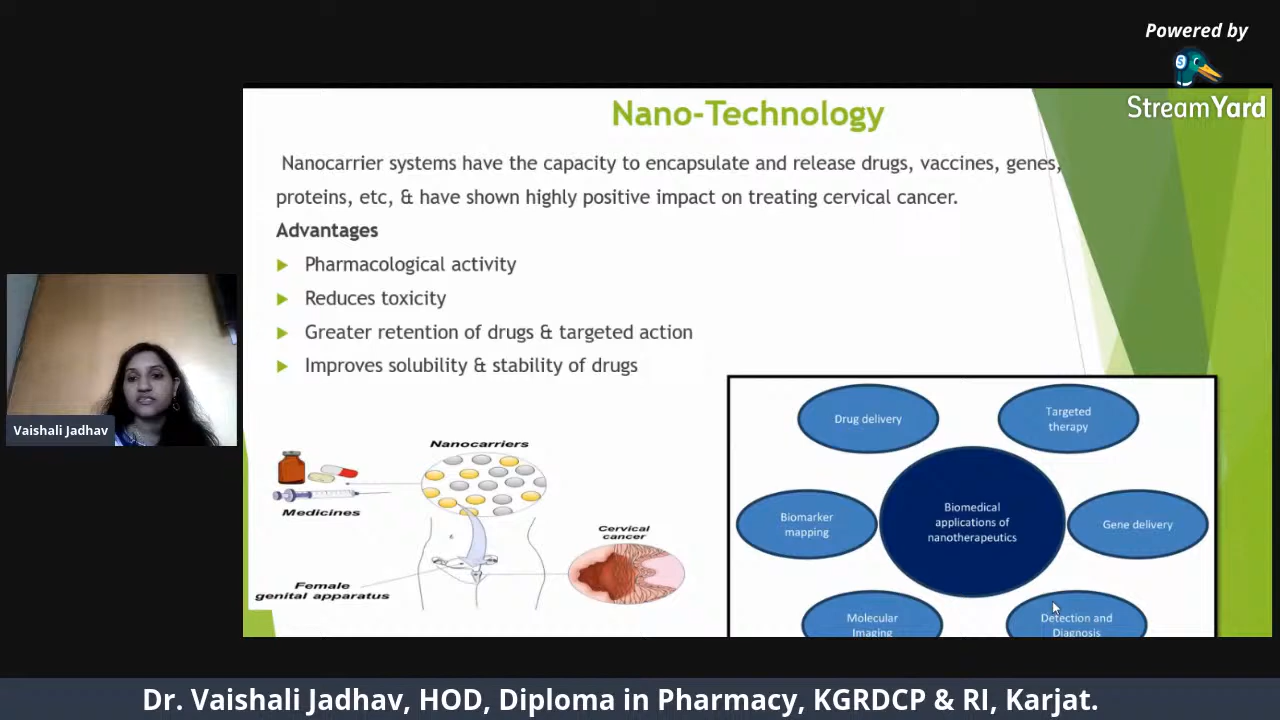 Powered by
StreamYard
Nano-Technology
Nanocarrier systems have the capacity to encapsulate and release drugs, vaccines, genes,
proteins, etc, & have shown highly positive impact on treating cervical cancer.
Advantages
Pharmacological activity
Reduces toxicity
Greater retention of drugs & targeted action
Improves solubility & stability of drugs
Nanocarriers
Medicines
Cervical
cancer
Female
genital apparatus
Drug delivery
Targeted
therapy
Biomarker
mapping
Biomedical
applications of
nanotherapeutics
Gene delivery
Molecular
Imaging
Detection and
Diagnosis
Vaishali Jadhav
Dr. Vaishali Jadhav, HOD, Diploma in Pharmacy, KGRDCP & RI, Karjat.